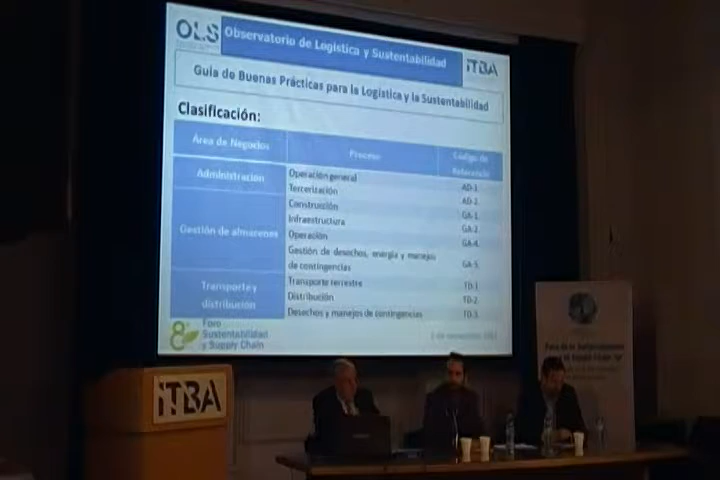 OLS Observatorio de Logística y Sustentabilidad ITBA
Guía de Buenas Prácticas para la Logística y la Sustentabilidad
Clasificación:
Área de Negocios Proceso Código de Referencia
Administración Operación general AD-1
Tercerización AD-2
Gestión de almacenes Construcción GA-1
Infraestructura GA-2
Operación GA-4
Gestión de desechos, energía y manejos de contingencias GA-5
Transporte y distribución Transporte terrestre TD-1
Distribución TD-2
Desechos y manejos de contingencias TD-3
8º Foro
Sustentabilidad
y Supply Chain
ITBA